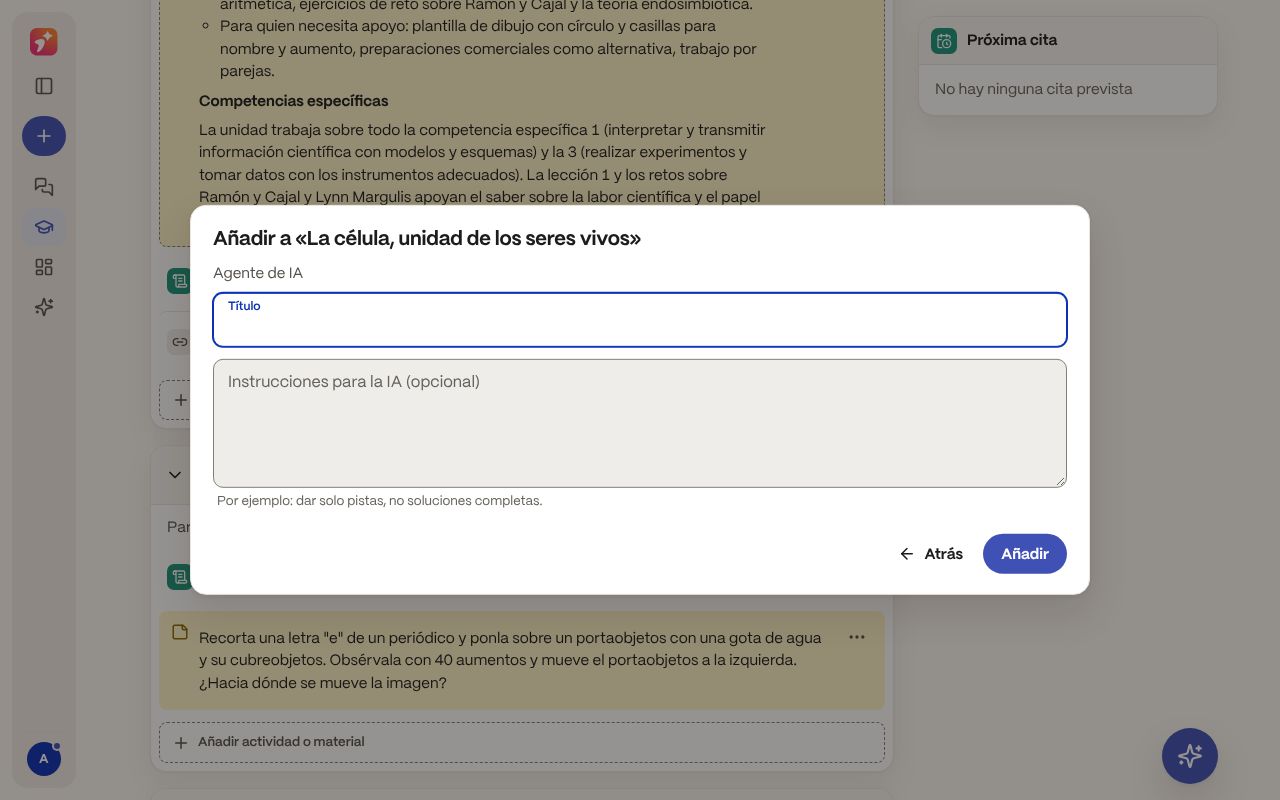 aritmética, ejercicios de reto sobre Ramón y Cajal y la teoría endosimbiótica.
Para quien necesita apoyo: plantilla de dibujo con círculo y casillas para
nombre y aumento, preparaciones comerciales como alternativa, trabajo por
parejas.
Competencias específicas
La unidad trabaja sobre todo la competencia específica 1 (interpretar y transmitir
información científica con modelos y esquemas) y la 3 (realizar experimentos y
tomar datos con los instrumentos adecuados). La lección 1 y los retos sobre
Ramón y Cajal y Lynn Margulis apoyan el saber sobre la labor científica y el papel
Próxima cita
No hay ninguna cita prevista
Añadir a «La célula, unidad de los seres vivos»
Agente de IA
Título
Instrucciones para la IA (opcional)
Por ejemplo: dar solo pistas, no soluciones completas.
Atrás
Añadir
Par
Recorta una letra "e" de un periódico y ponla sobre un portaobjetos con una gota de agua
y su cubreobjetos. Obsérvala con 40 aumentos y mueve el portaobjetos a la izquierda.
¿Hacia dónde se mueve la imagen?
Añadir actividad o material
A